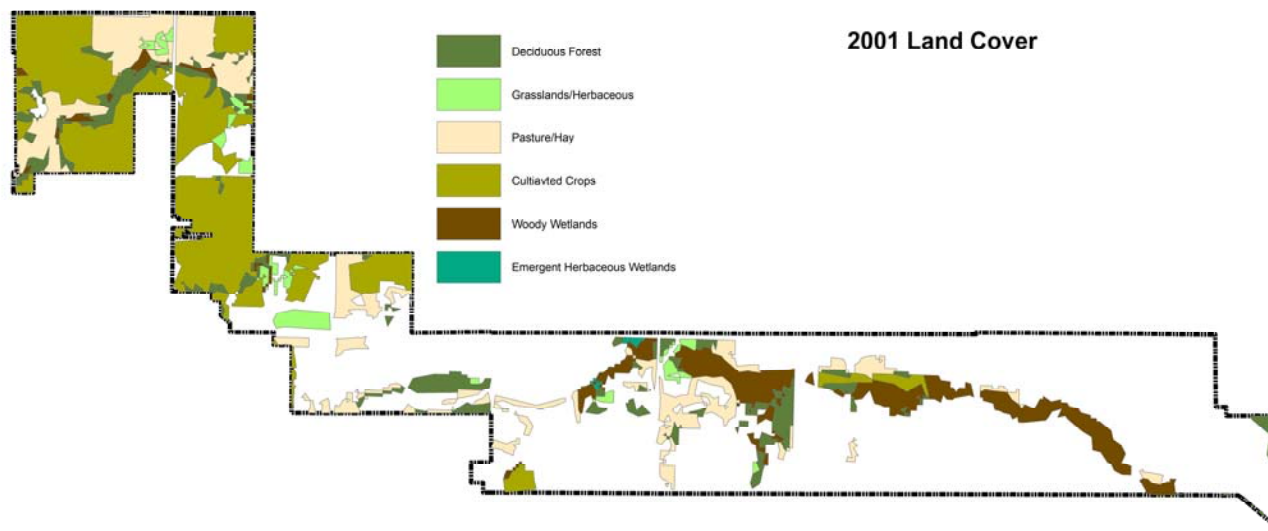 2001 Land Cover
Deciduous Forest
Grasslands/Herbaceous
Pasture/Hay
Cultiavted Crops
Woody Wetlands
Emergent Herbaceous Wetlands